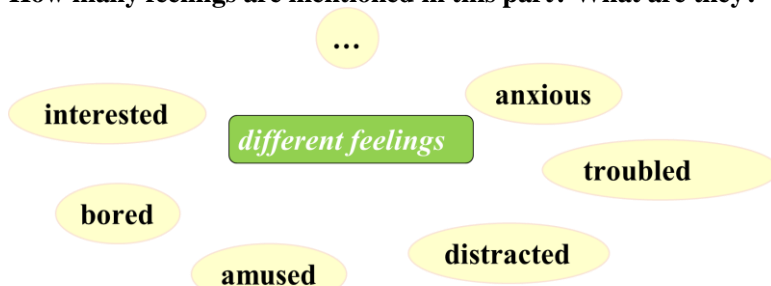 How many feelings are mentioned in this part? What are they?
...
interested
anxious
different feelings
troubled
bored
distracted
amused